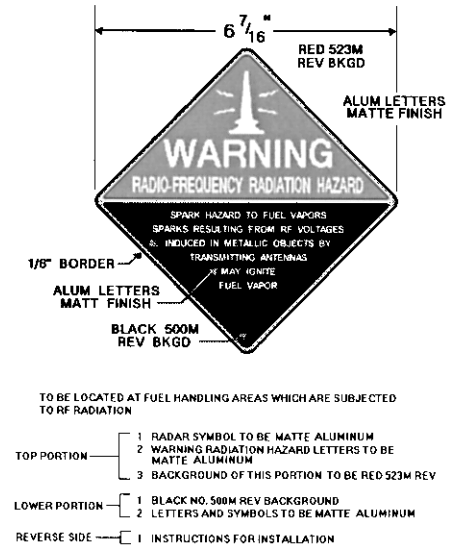 6 7/16"
RED 523M
REV BKGD
ALUM LETTERS
MATTE FINISH
WARNING
RADIO-FREQUENCY RADIATION HAZARD
SPARK HAZARD TO FUEL VAPORS
SPARKS RESULTING FROM RF VOLTAGES
INDUCED IN METALLIC OBJECTS BY
TRANSMITTING ANTENNAS
MAY IGNITE
FUEL VAPOR
1/8" BORDER
ALUM LETTERS
MATT FINISH
BLACK 500M
REV BKGD
TO BE LOCATED AT FUEL HANDLING AREAS WHICH ARE SUBJECTED
TO RF RADIATION
TOP PORTION
1 RADAR SYMBOL TO BE MATTE ALUMINUM
2 WARNING RADIATION HAZARD LETTERS TO BE
MATTE ALUMINUM
3 BACKGROUND OF THIS PORTION TO BE RED 523M REV
LOWER PORTION
1 BLACK NO. 500M REV BACKGROUND
2 LETTERS AND SYMBOLS TO BE MATTE ALUMINUM
REVERSE SIDE
1 INSTRUCTIONS FOR INSTALLATION